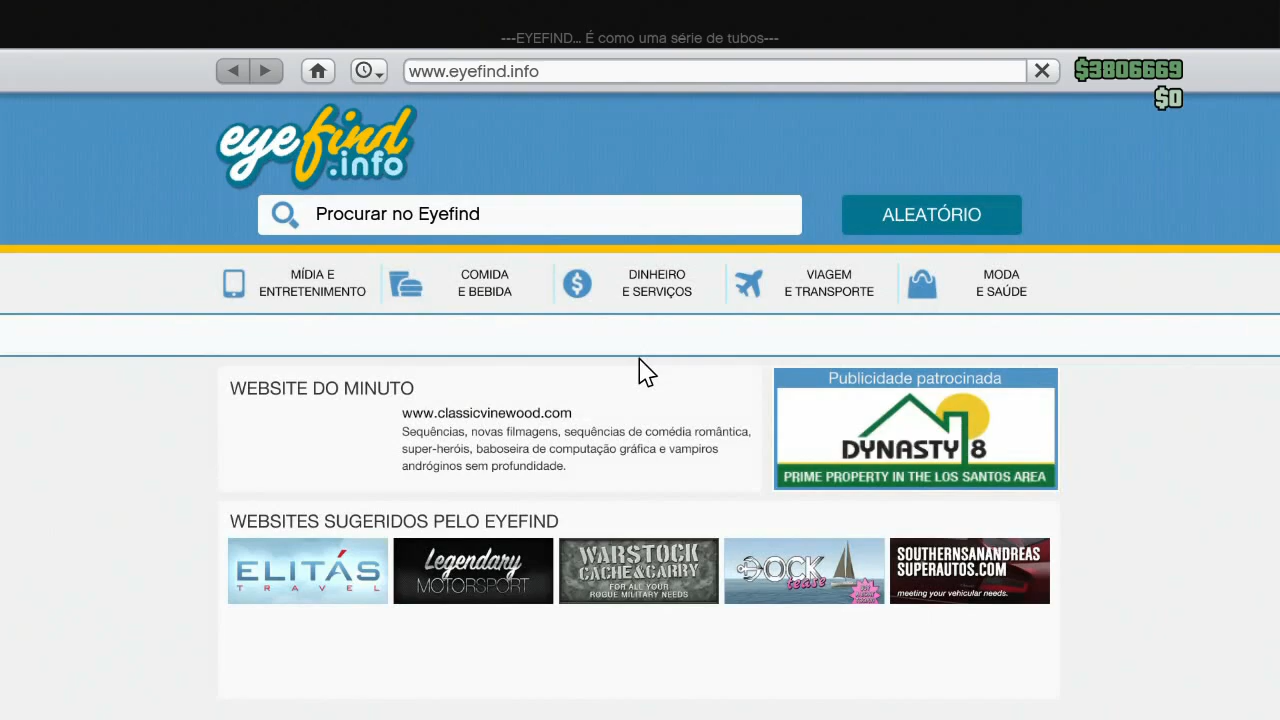 ---EYEFIND... É como uma série de tubos---
www.eyefind.info
$3806669
$0
eyefind
.info
Procurar no Eyefind
ALEATÓRIO
MÍDIA E
ENTRETENIMENTO
COMIDA
E BEBIDA
DINHEIRO
E SERVIÇOS
VIAGEM
E TRANSPORTE
MODA
E SAÚDE
WEBSITE DO MINUTO
www.classicvinewood.com
Sequências, novas filmagens, sequências de comédia romântica,
super-heróis, baboseira de computação gráfica e vampiros
andróginos sem profundidade.
Publicidade patrocinada
DYNASTY 8
PRIME PROPERTY IN THE LOS SANTOS AREA
WEBSITES SUGERIDOS PELO EYEFIND
ELITÁS
TRAVEL
Legendary
MOTORSPORT
WARSTOCK
CACHE & CARRY
FOR ALL YOUR
ROGUE MILITARY NEEDS
DOCK
tease
SOUTHERNSANANDREAS
SUPERAUTOS.COM
meeting your vehicular needs.